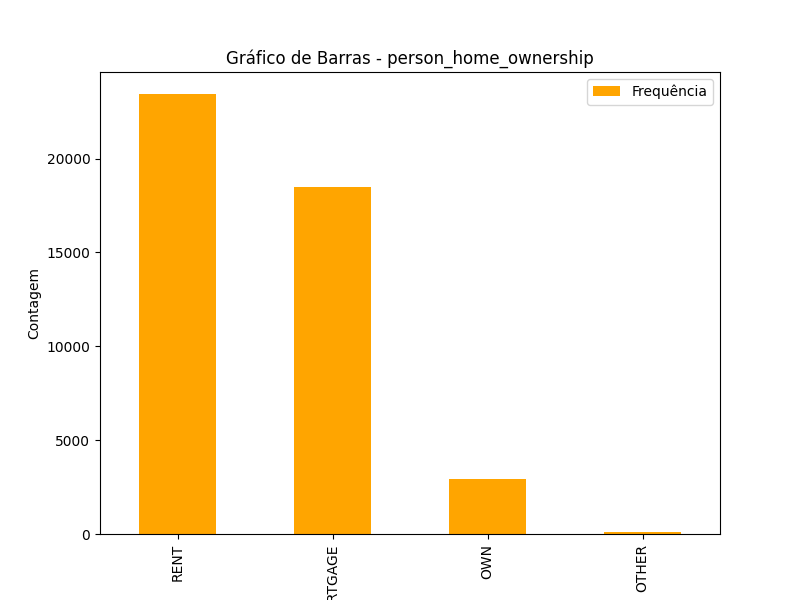 Gráfico de Barras - person_home_ownership
Frequência
Contagem
20000
15000
10000
5000
0
RENT
RTGAGE
OWN
OTHER